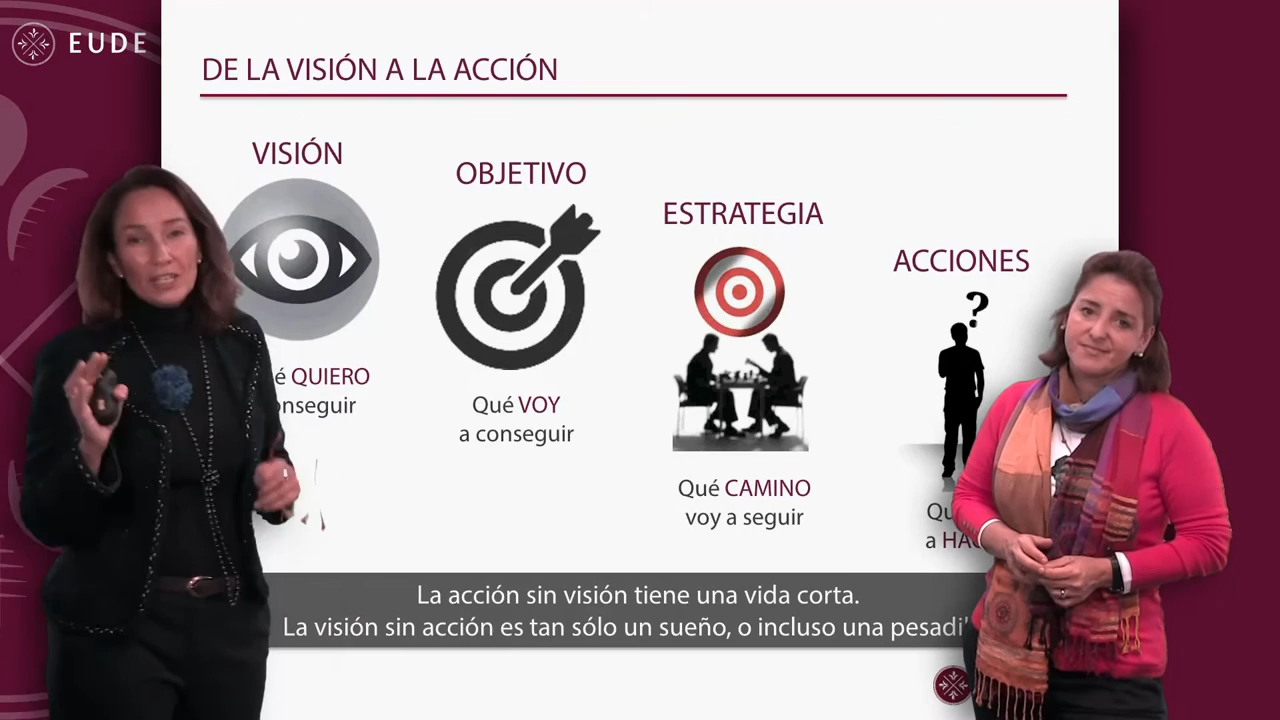 EUDE
DE LA VISIÓN A LA ACCIÓN
VISIÓN
QUIERO
OBJETIVO
Qué VOY
a conseguir
ESTRATEGIA
Qué CAMINO
voy a seguir
ACCIONES
?
a
La acción sin visión tiene una vida corta.
La visión sin acción es tan sólo un sueño, o incluso una